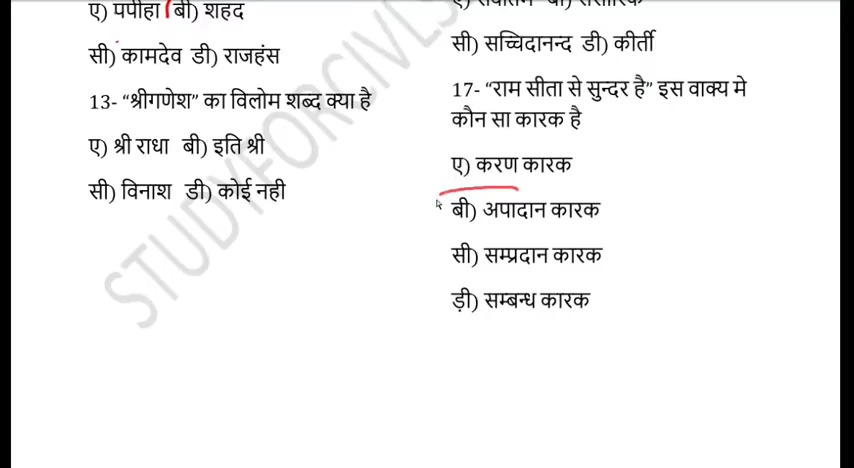 ए) पपीहा बी) शहद
सी) कामदेव डी) राजहंस
13- “श्रीगणेश” का विलोम शब्द क्या है
ए) श्री राधा बी) इति श्री
सी) विनाश डी) कोई नही
सी) सच्चिदानन्द डी) कीर्ती
17- “राम सीता से सुन्दर है” इस वाक्य मे
कौन सा कारक है
ए) करण कारक
बी) अपादान कारक
सी) सम्प्रदान कारक
ड़ी) सम्बन्ध कारक
STUDYFORCIVILS